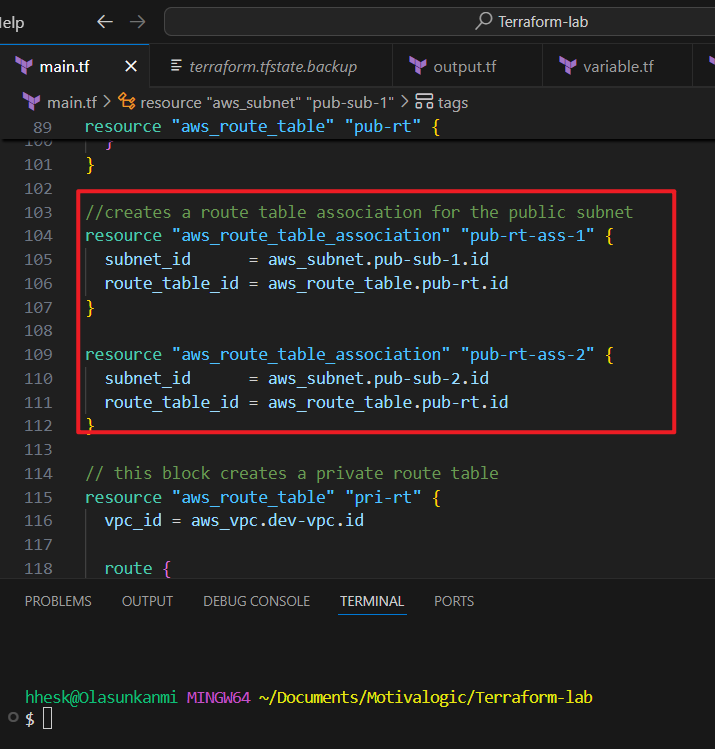 Help
Terraform-lab
main.tf
terraform.tfstate.backup
output.tf
variable.tf
main.tf > resource "aws_subnet" "pub-sub-1" > tags
89 resource "aws_route_table" "pub-rt" {
100 }
101 }
102
103 //creates a route table association for the public subnet
104 resource "aws_route_table_association" "pub-rt-ass-1" {
105 subnet_id = aws_subnet.pub-sub-1.id
106 route_table_id = aws_route_table.pub-rt.id
107 }
108
109 resource "aws_route_table_association" "pub-rt-ass-2" {
110 subnet_id = aws_subnet.pub-sub-2.id
111 route_table_id = aws_route_table.pub-rt.id
112 }
113
114 // this block creates a private route table
115 resource "aws_route_table" "pri-rt" {
116 vpc_id = aws_vpc.dev-vpc.id
117
118 route {
PROBLEMS OUTPUT DEBUG CONSOLE TERMINAL PORTS
hhesk@Olasunkanmi MINGW64 ~/Documents/Motivalogic/Terraform-lab
$